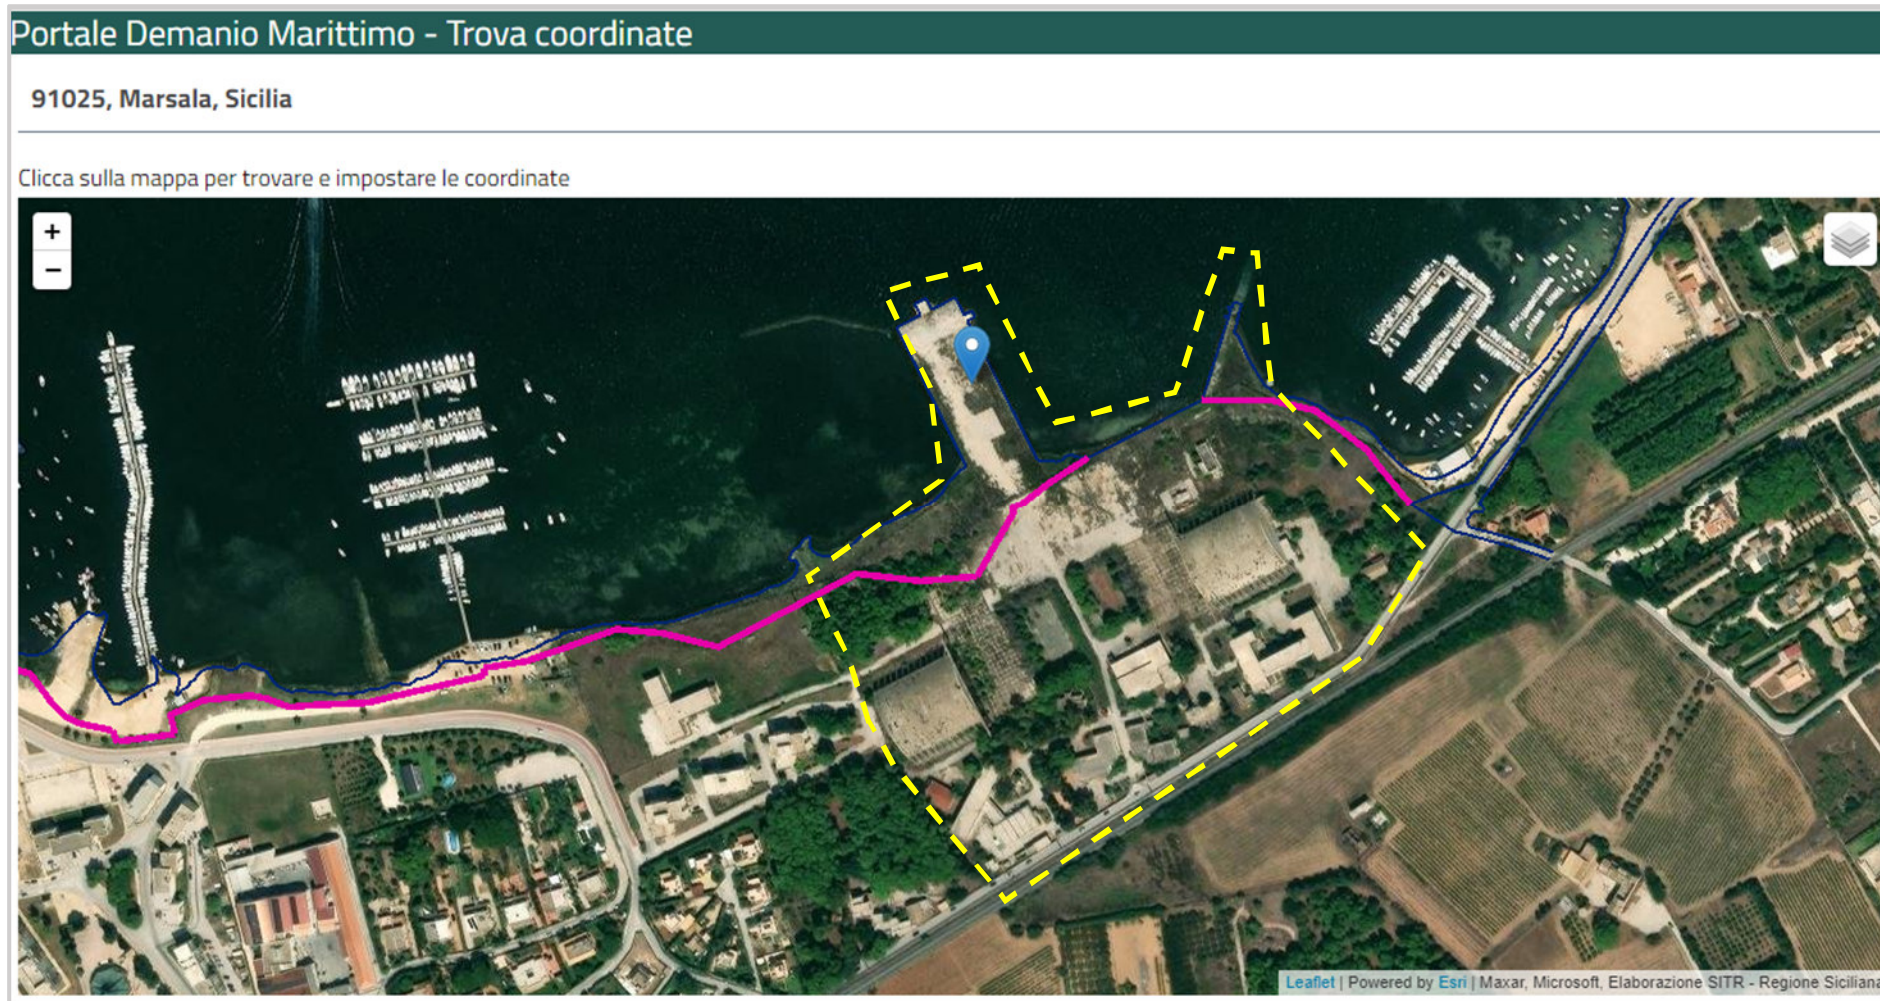 Portale Demanio Marittimo - Trova coordinate
91025, Marsala, Sicilia
Clicca sulla mappa per trovare e impostare le coordinate
+
−
Leaflet | Powered by Esri | Maxar, Microsoft, Elaborazione SITR - Regione Siciliana